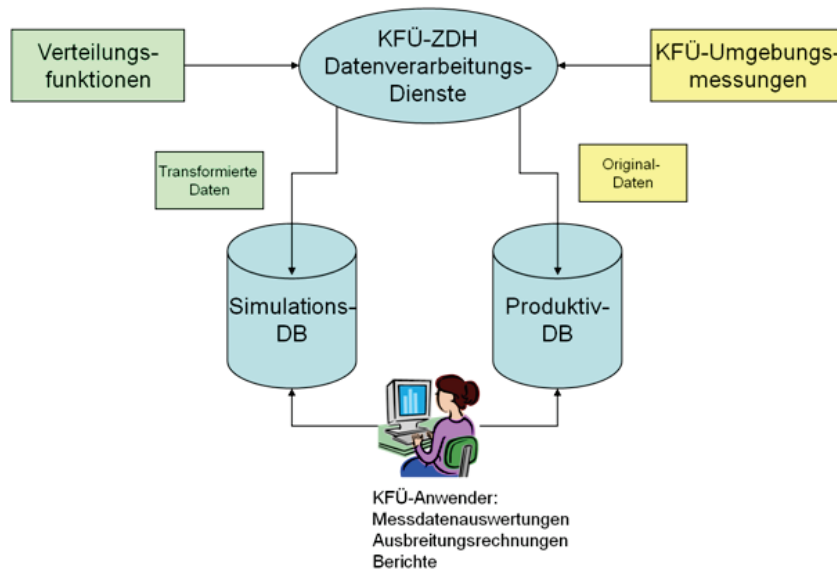 Verteilungs-
funktionen
KFÜ-ZDH
Datenverarbeitungs-
Dienste
KFÜ-Umgebungs-
messungen
Transformierte
Daten
Original-
Daten
Simulations-
DB
Produktiv-
DB
KFÜ-Anwender:
Messdatenauswertungen
Ausbreitungsrechnungen
Berichte